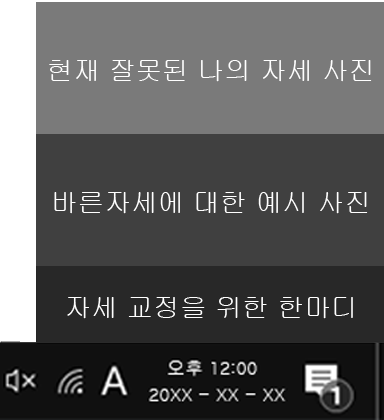 현재 잘못된 나의 자세 사진
바른자세에 대한 예시 사진
자세 교정을 위한 한마디
A
오후 12:00
20XX - XX - XX
1